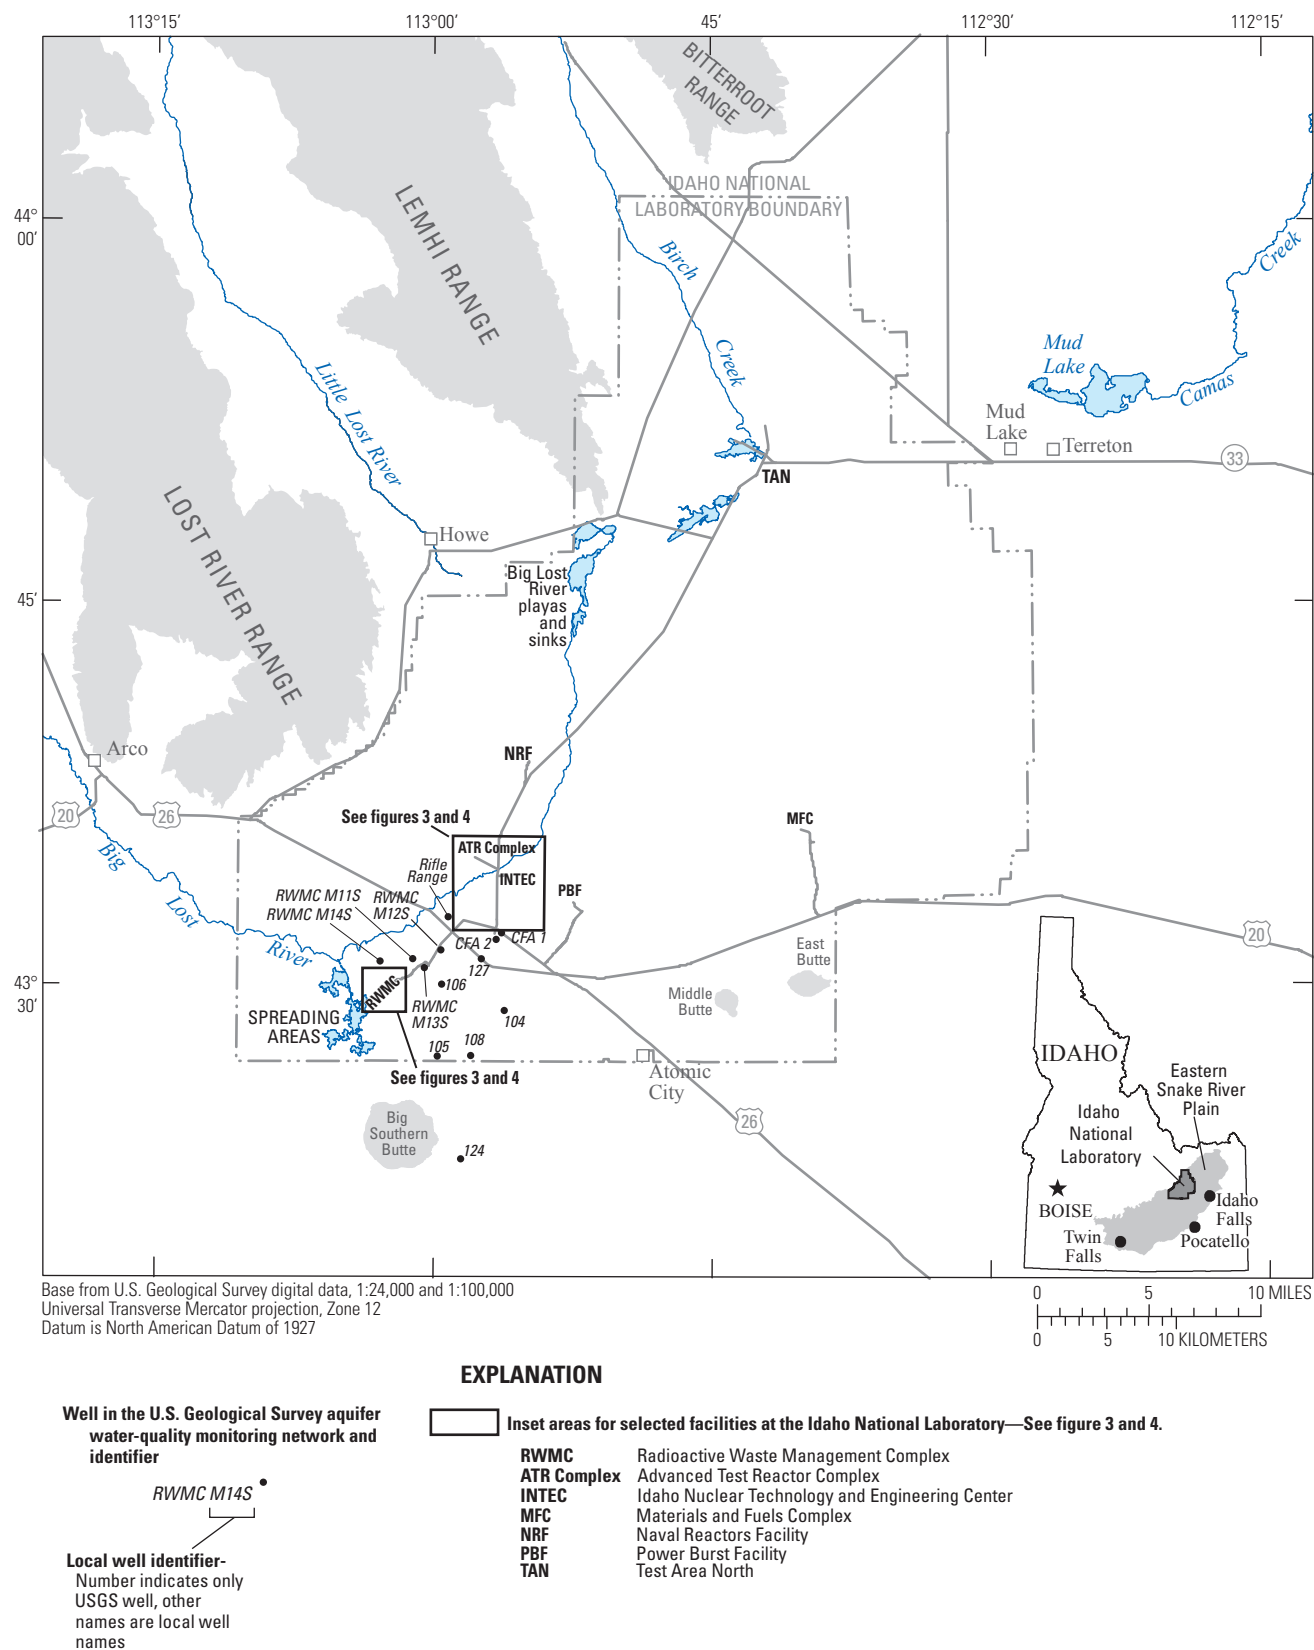 113°15′
113°00′
45′
112°30′
112°15′
BITTERROOT
RANGE
IDAHO NATIONAL
LABORATORY BOUNDARY
44°
00′
LEMHI RANGE
Birch
Creek
Creek
Camas
Mud
Lake
Little Lost River
Mud
Lake
Terreton
33
TAN
LOST RIVER RANGE
Howe
Big Lost
River
playas
and
sinks
45′
Arco
NRF
20
26
See figures 3 and 4
MFC
Big
Lost
River
ATR Complex
Rifle
Range
INTEC
PBF
RWMC M11S
RWMC
M12S
RWMC M14S
CFA 2
CFA 1
20
East
Butte
127
43°
30′
RWMC
106
Middle
Butte
RWMC
M13S
104
SPREADING
AREAS
105
108
See figures 3 and 4
Atomic
City
26
Big
Southern
Butte
124
IDAHO
Eastern
Snake River
Plain
Idaho
National
Laboratory
BOISE
Idaho
Falls
Twin
Falls
Pocatello
Base from U.S. Geological Survey digital data, 1:24,000 and 1:100,000
Universal Transverse Mercator projection, Zone 12
Datum is North American Datum of 1927
0 5 10 MILES
0 5 10 KILOMETERS
EXPLANATION
Well in the U.S. Geological Survey aquifer
water-quality monitoring network and
identifier
RWMC M14S
Local well identifier-
Number indicates only
USGS well, other
names are local well
names
Inset areas for selected facilities at the Idaho National Laboratory—See figure 3 and 4.
RWMC Radioactive Waste Management Complex
ATR Complex Advanced Test Reactor Complex
INTEC Idaho Nuclear Technology and Engineering Center
MFC Materials and Fuels Complex
NRF Naval Reactors Facility
PBF Power Burst Facility
TAN Test Area North